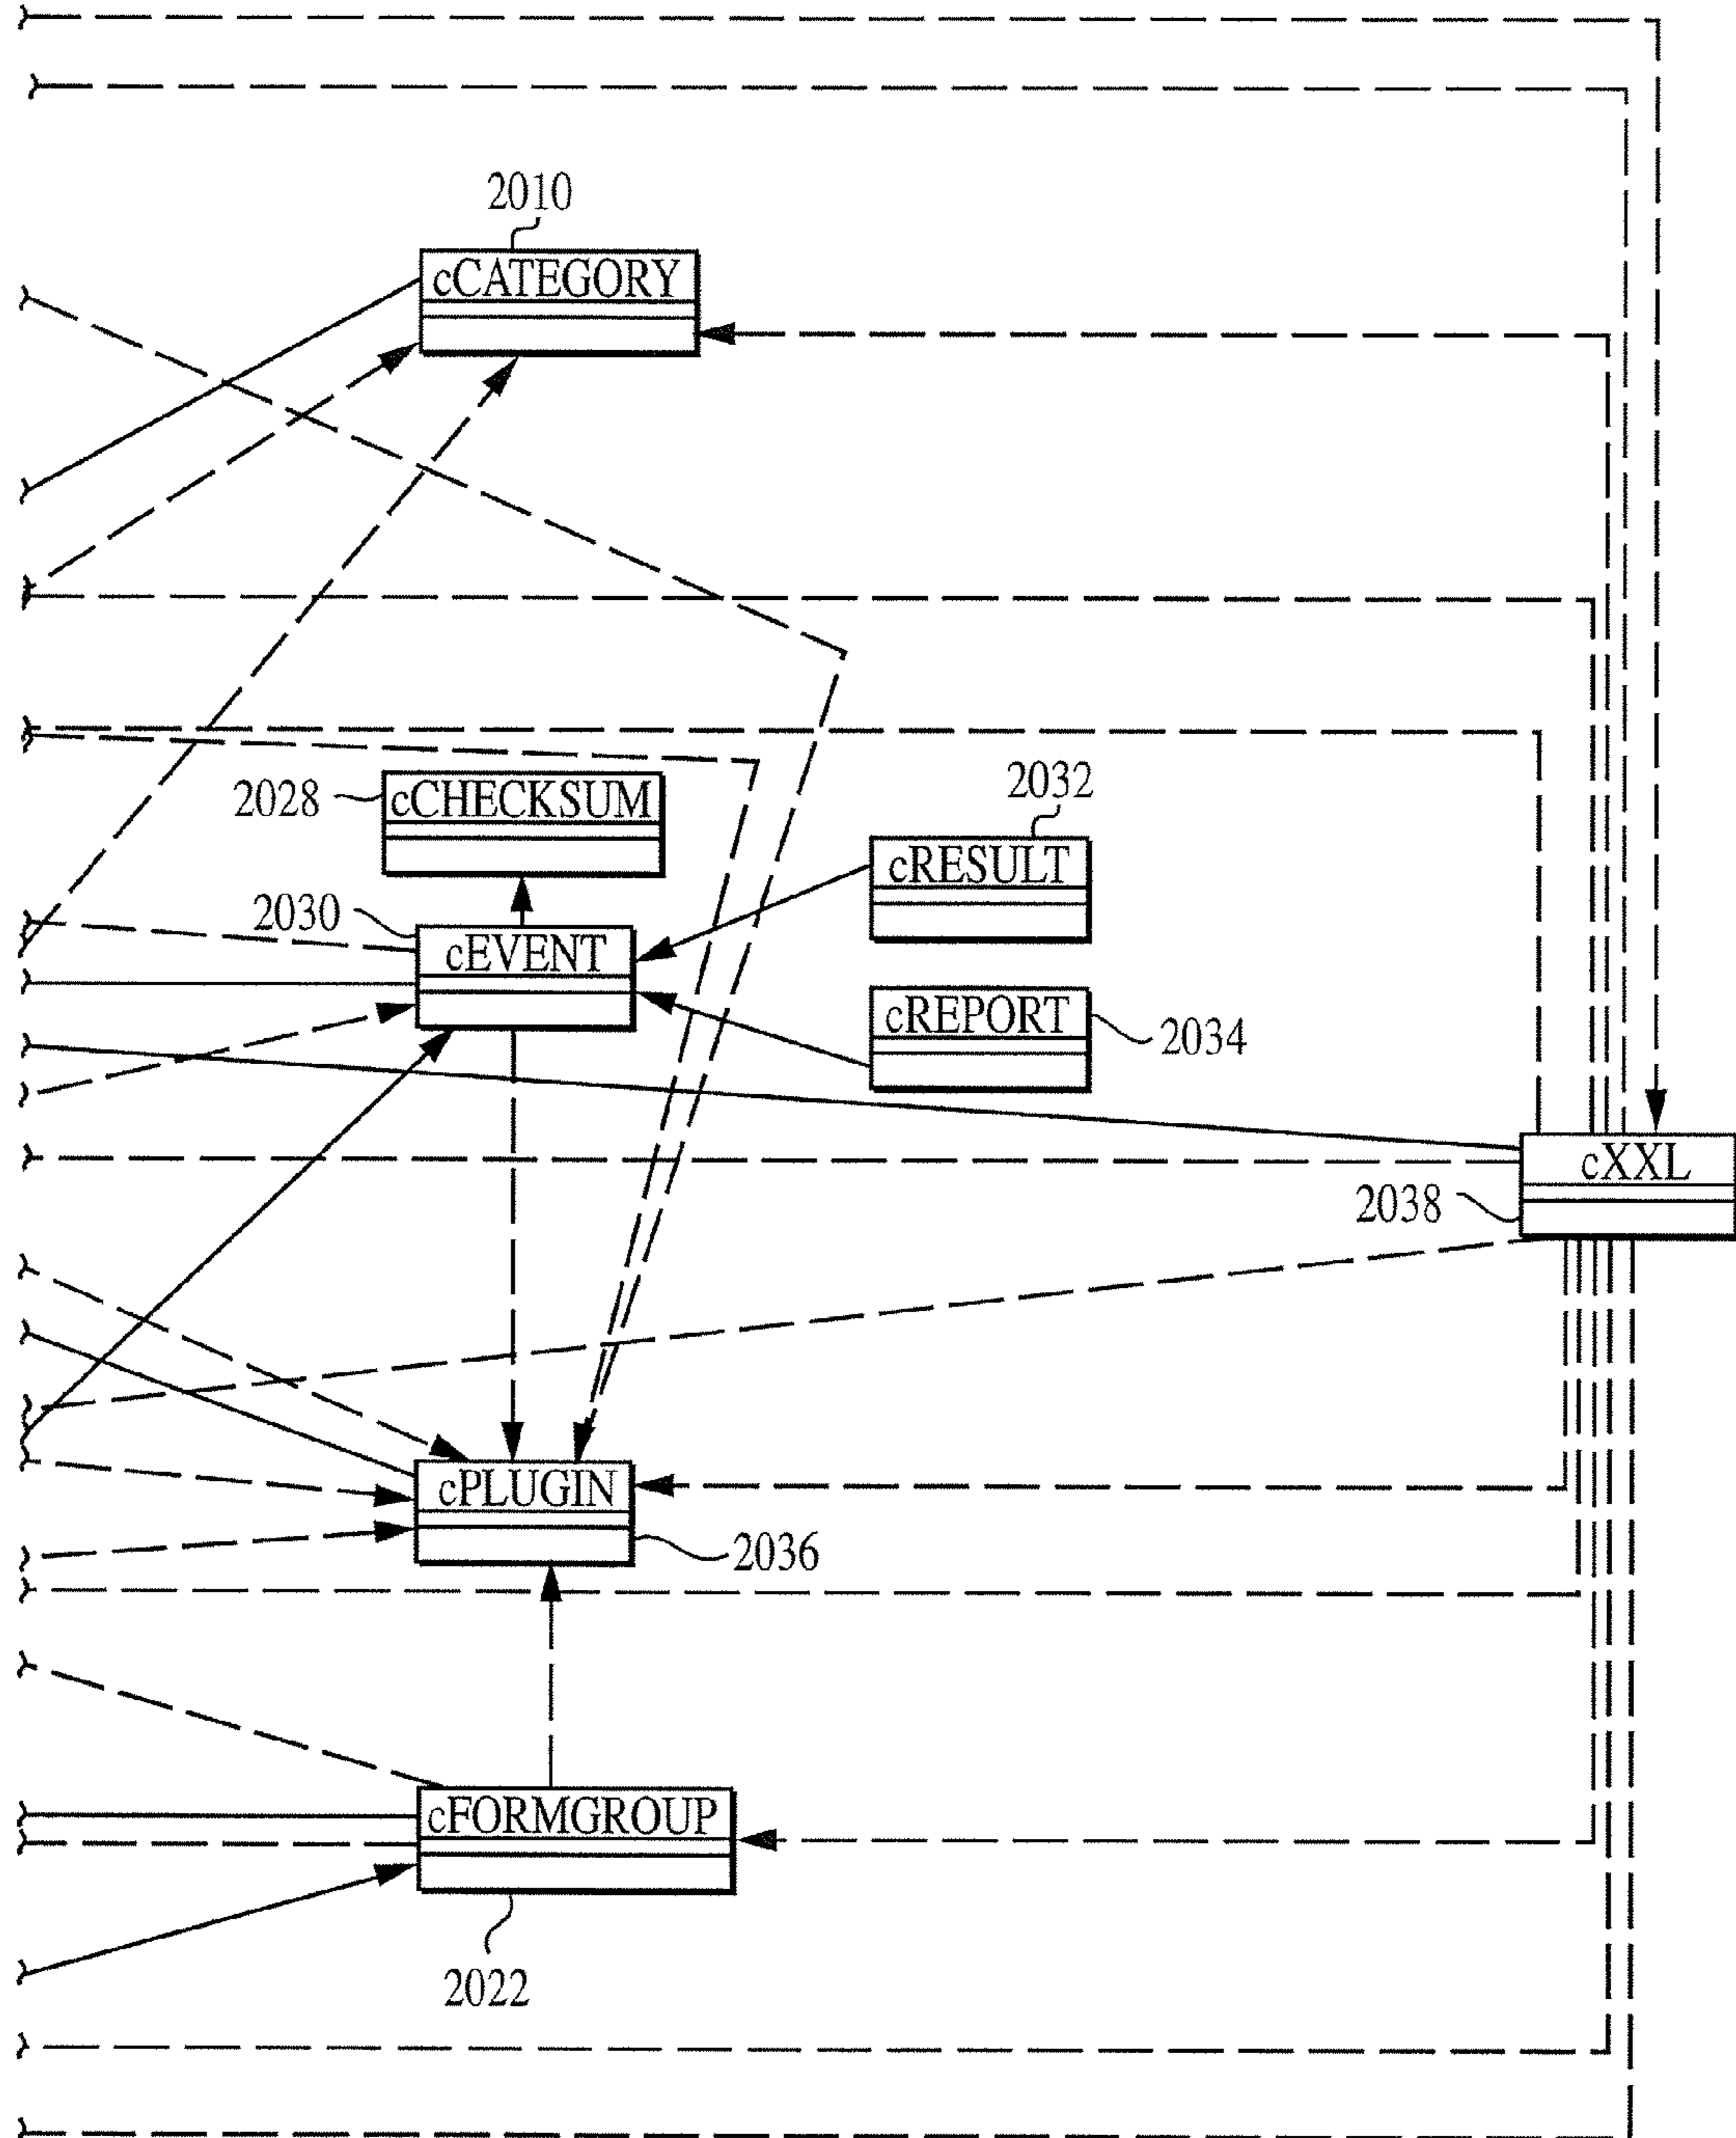 2010
cCATEGORY
2028
cCHECKSUM
2032
cRESULT
2030
cEVENT
cREPORT
2034
cXXL
2038
cPLUGIN
2036
cFORMGROUP
2022